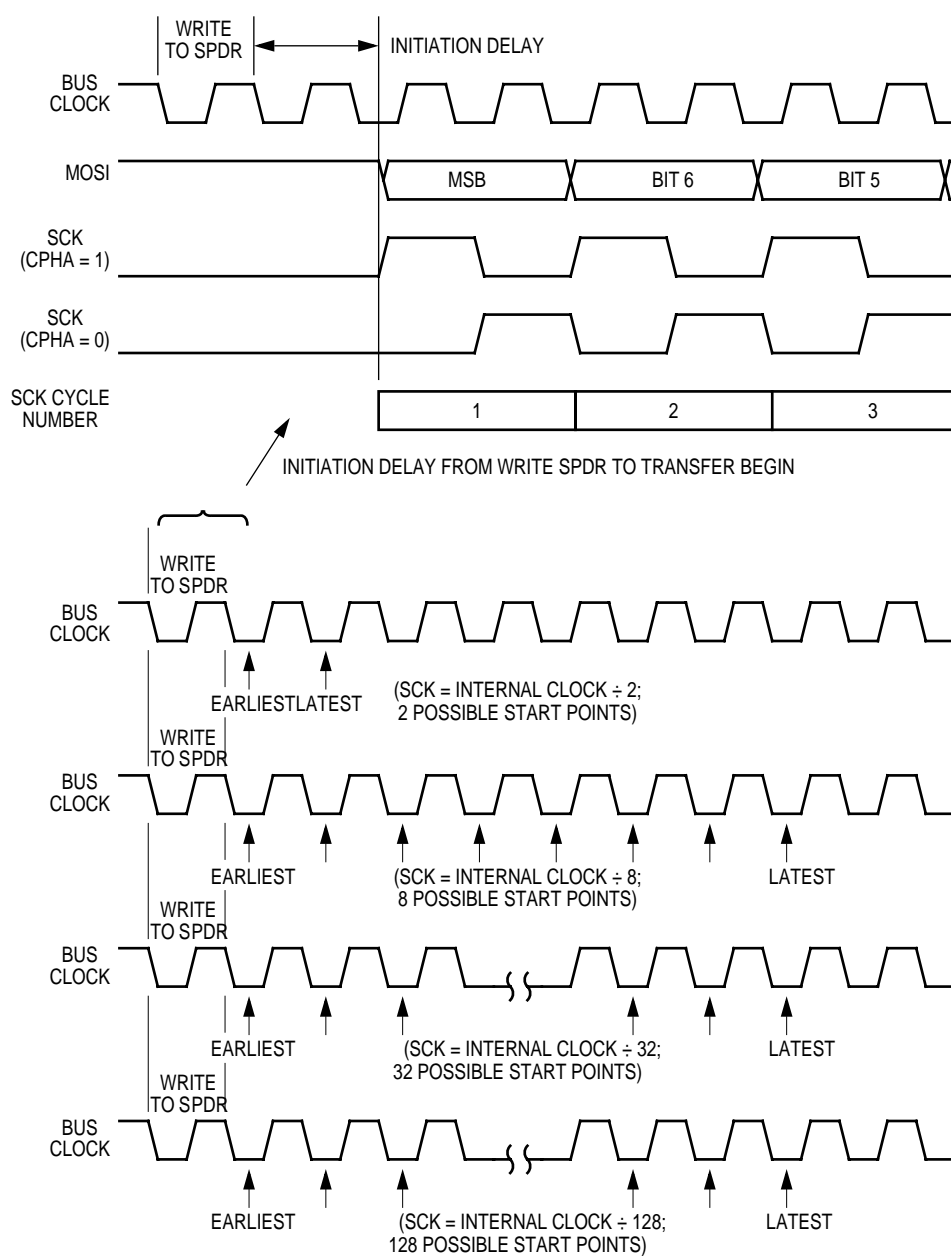 WRITE
TO SPDR
INITIATION DELAY
BUS
CLOCK
MOSI
MSB
BIT 6
BIT 5
SCK
(CPHA = 1)
SCK
(CPHA = 0)
SCK CYCLE
NUMBER
1
2
3
INITIATION DELAY FROM WRITE SPDR TO TRANSFER BEGIN
WRITE
TO SPDR
BUS
CLOCK
EARLIEST
LATEST
(SCK = INTERNAL CLOCK ÷ 2;
2 POSSIBLE START POINTS)
WRITE
TO SPDR
BUS
CLOCK
EARLIEST
(SCK = INTERNAL CLOCK ÷ 8;
8 POSSIBLE START POINTS)
LATEST
WRITE
TO SPDR
BUS
CLOCK
EARLIEST
(SCK = INTERNAL CLOCK ÷ 32;
32 POSSIBLE START POINTS)
LATEST
WRITE
TO SPDR
BUS
CLOCK
EARLIEST
(SCK = INTERNAL CLOCK ÷ 128;
128 POSSIBLE START POINTS)
LATEST